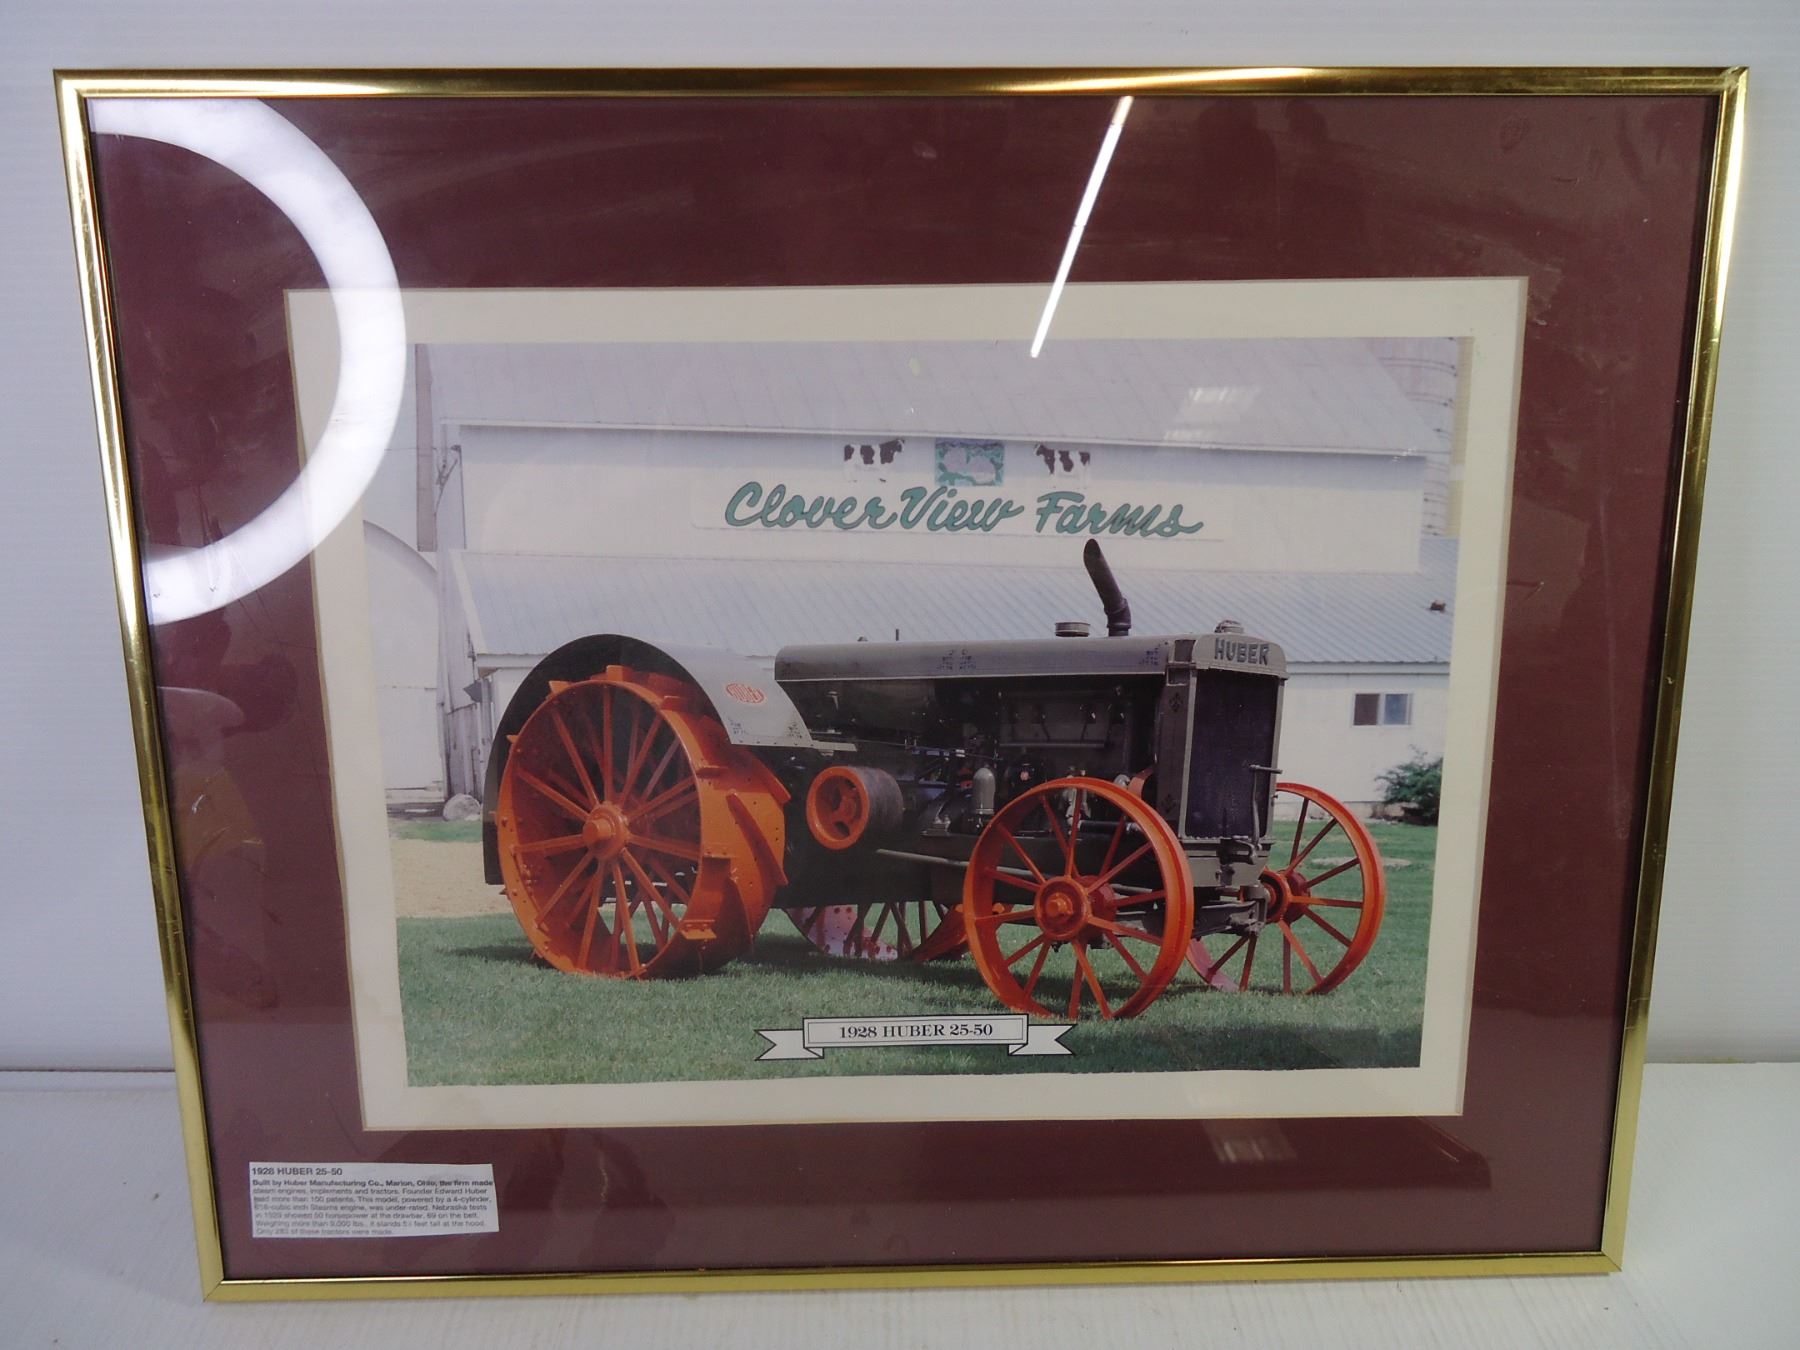 Clover View Farms
HUBER
HUBER
1928 HUBER 25-50
1928 HUBER 25-50
Built by Huber Manufacturing Co., Marion, Ohio, the firm made
steam engines, implements and tractors. Founder Edward Huber
held more than 100 patents. This model, powered by a 4-cylinder,
618-cubic inch Stearns engine, was under-rated. Nebraska tests
in 1929 showed 50 horsepower at the drawbar, 69 on the belt.
Weighing more than 9,000 lbs., it stands 5½ feet tall at the hood.
Only of these tractors were made.